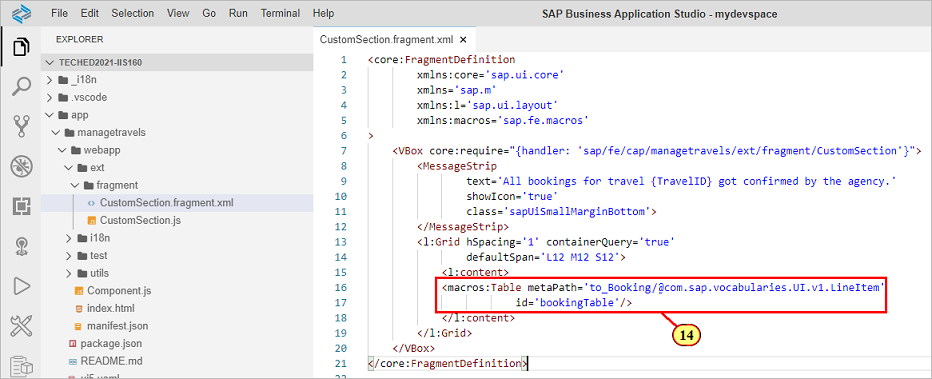 File Edit Selection View Go Run Terminal Help SAP Business Application Studio - mydevspace
EXPLORER
TECHED2021-IIS160
_i18n
.vscode
app
managetravels
webapp
ext
fragment
CustomSection.fragment.xml
CustomSection.js
i18n
test
utils
Component.js
index.html
manifest.json
package.json
README.md
ui5.yaml
CustomSection.fragment.xml ×
1 <core:FragmentDefinition
2 xmlns:core='sap.ui.core'
3 xmlns='sap.m'
4 xmlns:l='sap.ui.layout'
5 xmlns:macros='sap.fe.macros'
6 >
7 <VBox core:require="{handler: 'sap/fe/cap/managetravels/ext/fragment/CustomSection'}">
8 <MessageStrip
9 text='All bookings for travel {TravelID} got confirmed by the agency.'
10 showIcon='true'
11 class='sapUiSmallMarginBottom'>
12 </MessageStrip>
13 <l:Grid hSpacing='1' containerQuery='true'
14 defaultSpan='L12 M12 S12'>
15 <l:content>
16 <macros:Table metaPath='to_Booking/@com.sap.vocabularies.UI.v1.LineItem'
17 id='bookingTable'/>
18 </l:content>
19 </l:Grid>
20 </VBox>
21 </core:FragmentDefinition>
14